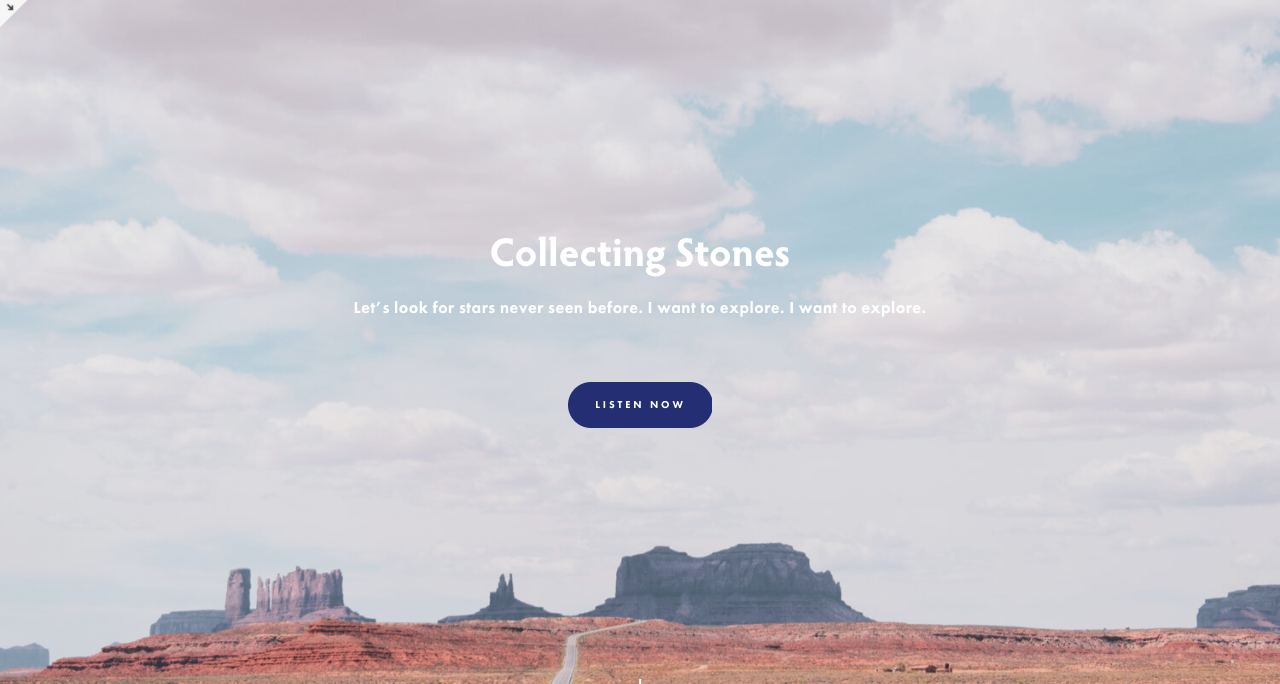 Collecting Stones
Let's look for stars never seen before. I want to explore. I want to explore.
LISTEN NOW